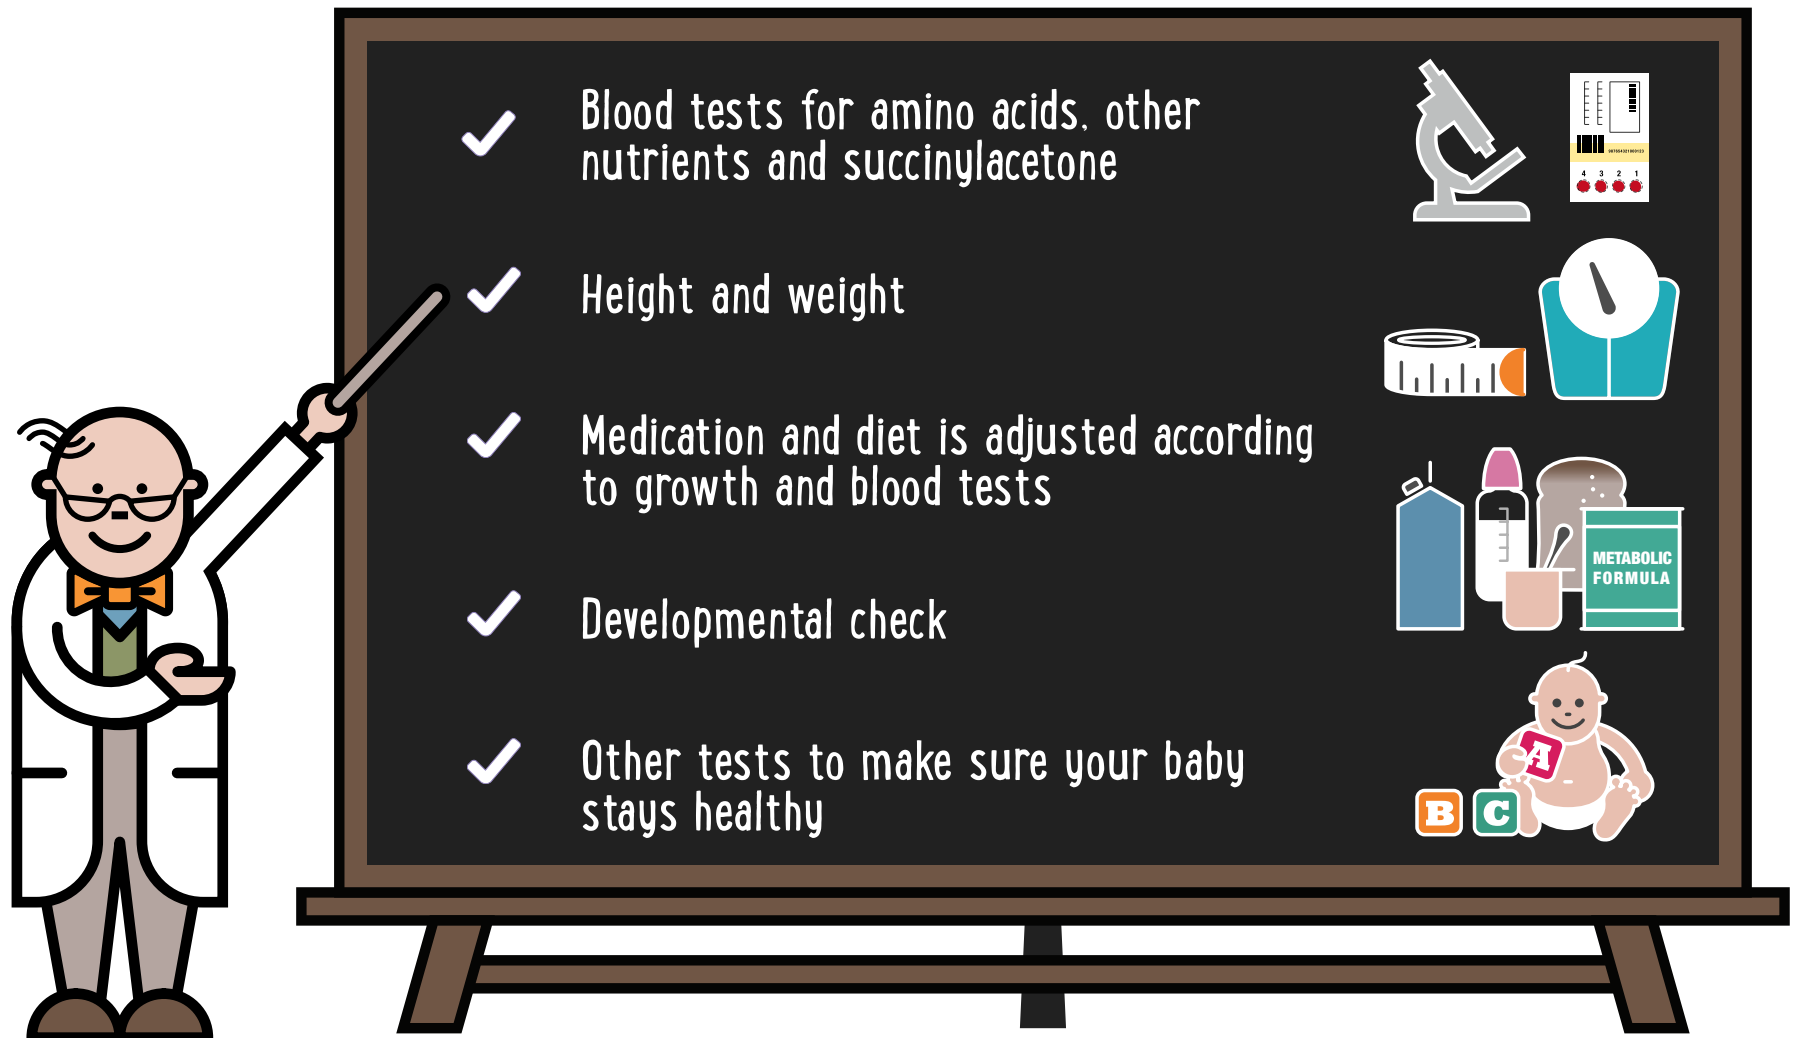 Blood tests for amino acids, other
nutrients and succinylacetone
4 3 2 1
Height and weight
Medication and diet is adjusted according
to growth and blood tests
METABOLIC
FORMULA
Developmental check
Other tests to make sure your baby
stays healthy
A
B C